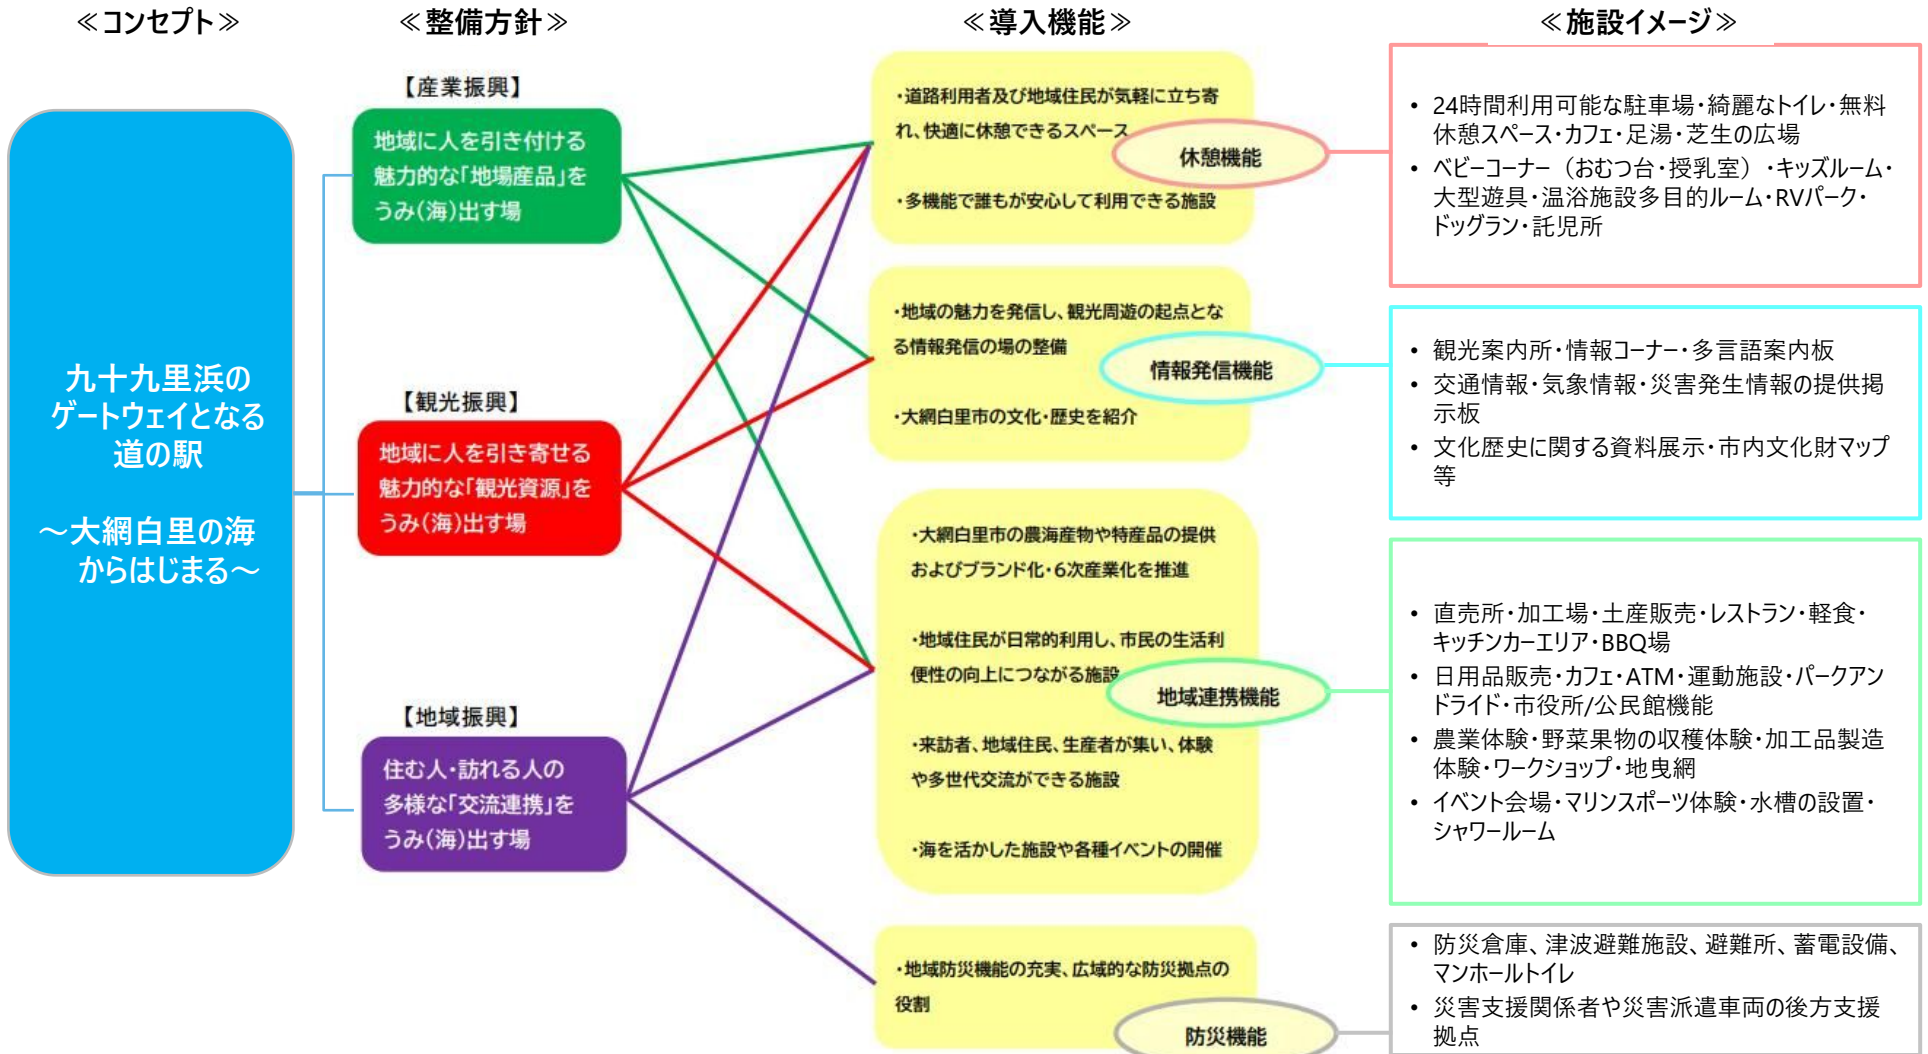 ≪コンセプト≫
≪整備方針≫
≪導入機能≫
≪施設イメージ≫
九十九里浜の
ゲートウェイとなる
道の駅
～大網白里の海
からはじまる～
【産業振興】
地域に人を引き付ける
魅力的な「地場産品」を
うみ(海)出す場
【観光振興】
地域に人を引き寄せる
魅力的な「観光資源」を
うみ(海)出す場
【地域振興】
住む人・訪れる人の
多様な「交流連携」を
うみ(海)出す場
・道路利用者及び地域住民が気軽に立ち寄
れ、快適に休憩できるスペース
・多機能で誰もが安心して利用できる施設
休憩機能
・地域の魅力を発信し、観光周遊の起点とな
る情報発信の場の整備
・大網白里市の文化・歴史を紹介
情報発信機能
・大網白里市の農海産物や特産品の提供
およびブランド化・6次産業化を推進
・地域住民が日常的利用し、市民の生活利
便性の向上につながる施設
・来訪者、地域住民、生産者が集い、体験
や多世代交流ができる施設
・海を活かした施設や各種イベントの開催
地域連携機能
・地域防災機能の充実、広域的な防災拠点の
役割
防災機能
• 24時間利用可能な駐車場・綺麗なトイレ・無料
休憩スペース・カフェ・足湯・芝生の広場
• ベビーコーナー（おむつ台・授乳室）・キッズルーム・
大型遊具・温浴施設多目的ルーム・RVパーク・
ドッグラン・託児所
• 観光案内所・情報コーナー・多言語案内板
• 交通情報・気象情報・災害発生情報の提供掲
示板
• 文化歴史に関する資料展示・市内文化財マップ
等
• 直売所・加工場・土産販売・レストラン・軽食・
キッチンカーエリア・BBQ場
• 日用品販売・カフェ・ATM・運動施設・パークアン
ドライド・市役所/公民館機能
• 農業体験・野菜果物の収穫体験・加工品製造
体験・ワークショップ・地曳網
• イベント会場・マリンスポーツ体験・水槽の設置・
シャワールーム
• 防災倉庫、津波避難施設、避難所、蓄電設備、
マンホールトイレ
• 災害支援関係者や災害派遣車両の後方支援
拠点